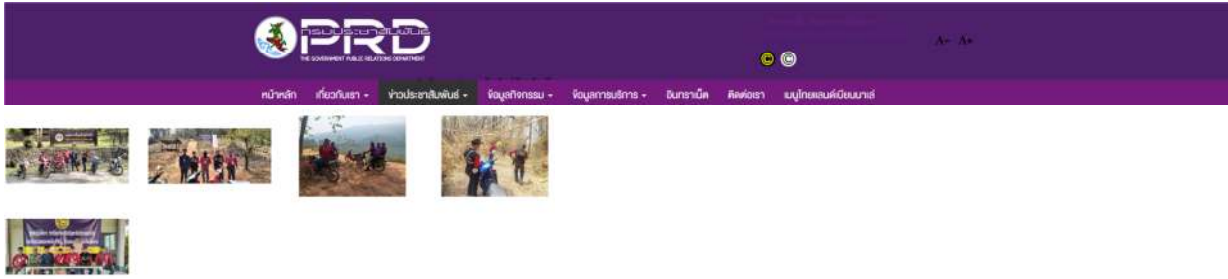 กรมประชาสัมพันธ์
PRD
THE GOVERNMENT PUBLIC RELATIONS DEPARTMENT
A- A+
C C
หน้าหลัก เกี่ยวกับเรา ข่าวประชาสัมพันธ์ ข้อมูลกิจกรรม ข้อมูลการบริการ อินทราเน็ต ติดต่อเรา เมนูไทยแลนด์เบียนนาเล่